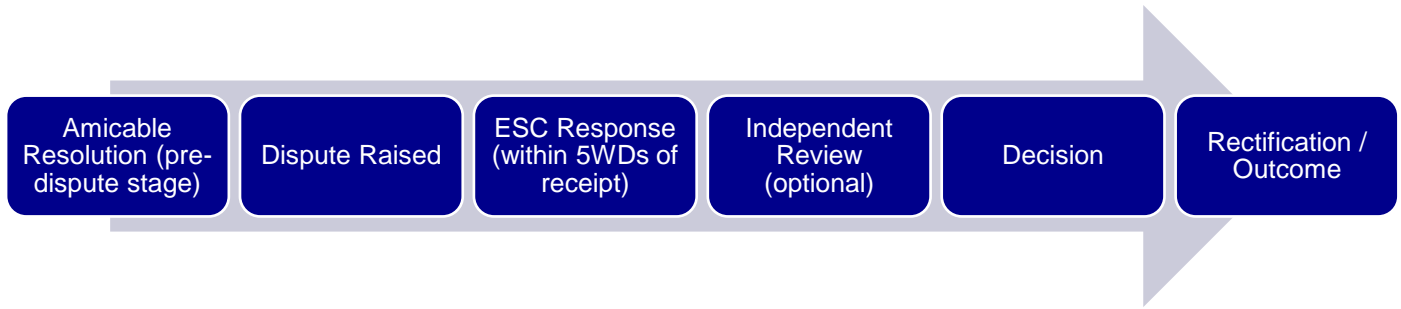 Amicable
Resolution (pre-
dispute stage)
Dispute Raised
ESC Response
(within 5WDs of
receipt)
Independent
Review
(optional)
Decision
Rectification /
Outcome